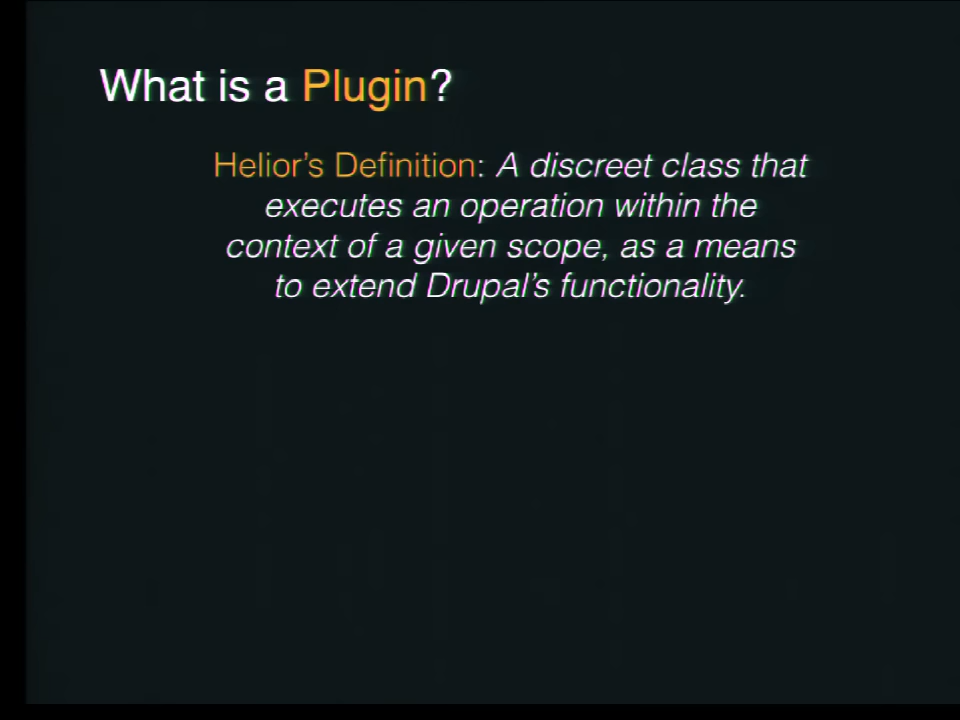 What is a Plugin?
Helior's Definition: A discreet class that
executes an operation within the
context of a given scope, as a means
to extend Drupal's functionality.